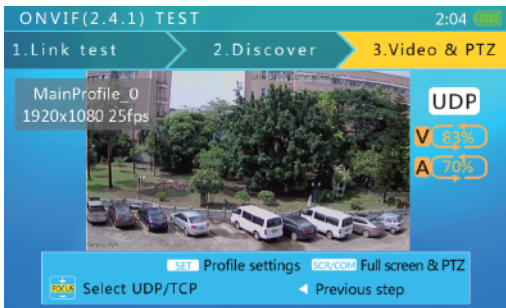 ONVIF(2.4.1) TEST 2:04
1.Link test 2.Discover 3.Video & PTZ
MainProfile_0
1920x1080 25fps
UDP
V 83%
A 70%
SET Profile settings SCR/COM Full screen & PTZ
FOCUS Select UDP/TCP Previous step